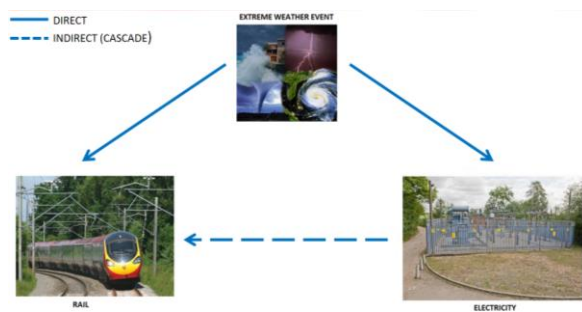 EXTREME WEATHER EVENT
DIRECT
INDIRECT (CASCADE)
RAIL
ELECTRICITY